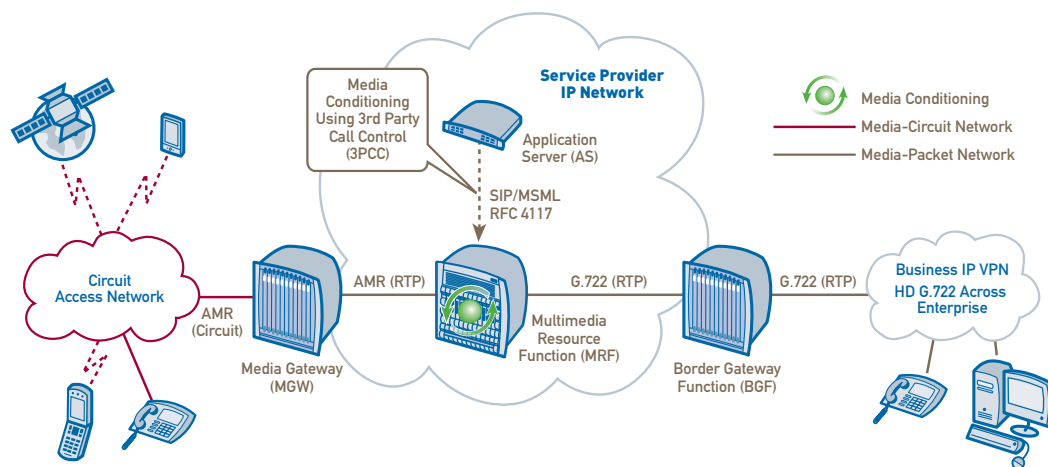 Media
Conditioning
Using 3rd Party
Call Control
(3PCC)
Service Provider
IP Network
Application
Server (AS)
SIP/MSML
RFC 4117
Media Conditioning
Media-Circuit Network
Media-Packet Network
Circuit
Access Network
AMR
(Circuit)
Media Gateway
(MGW)
AMR (RTP)
Multimedia
Resource
Function (MRF)
G.722 (RTP)
Border Gateway
Function (BGF)
G.722 (RTP)
Business IP VPN
HD G.722 Across
Enterprise